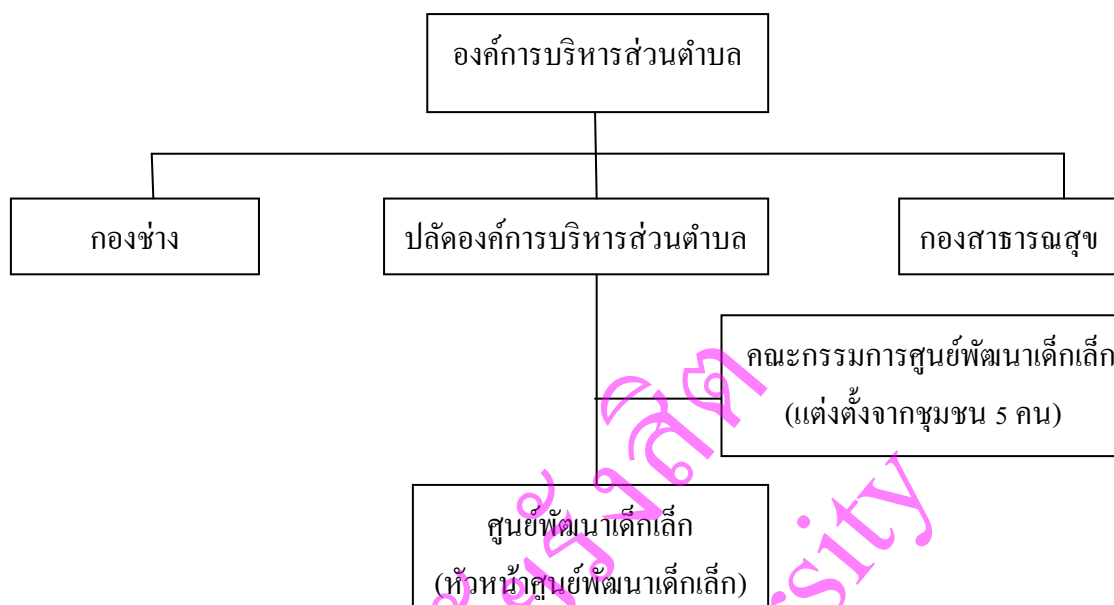 องค์การบริหารส่วนตำบล
กองช่าง
ปลัดองค์การบริหารส่วนตำบล
กองสาธารณสุข
คณะกรรมการศูนย์พัฒนาเด็กเล็ก
(แต่งตั้งจากชุมชน 5 คน)
ศูนย์พัฒนาเด็กเล็ก
(หัวหน้าศูนย์พัฒนาเด็กเล็ก)